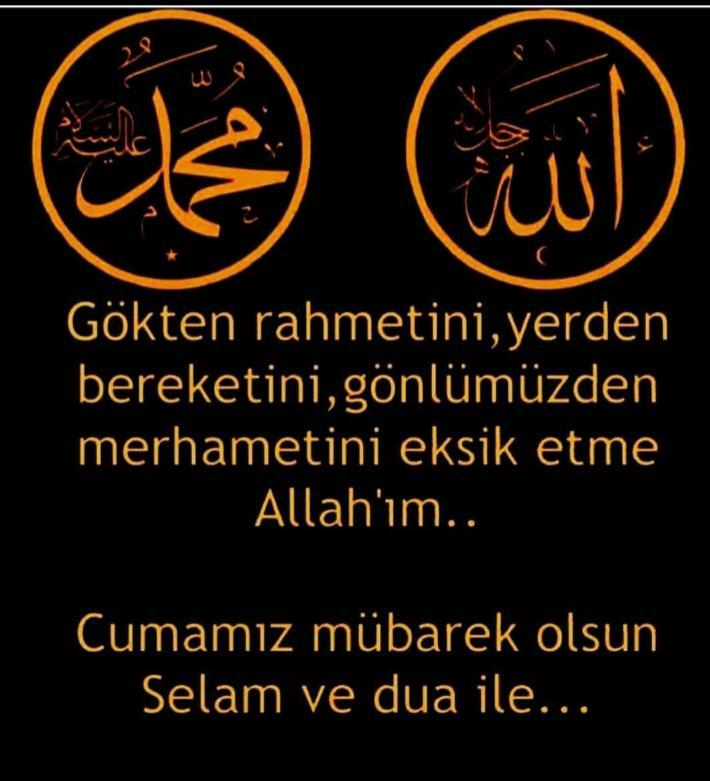 الله جل جلاله
محمد عليه السلام
Gökten rahmetini,yerden
bereketini,gönlümüzden
merhametini eksik etme
Allah'ım..
Cumamız mübarek olsun
Selam ve dua ile...